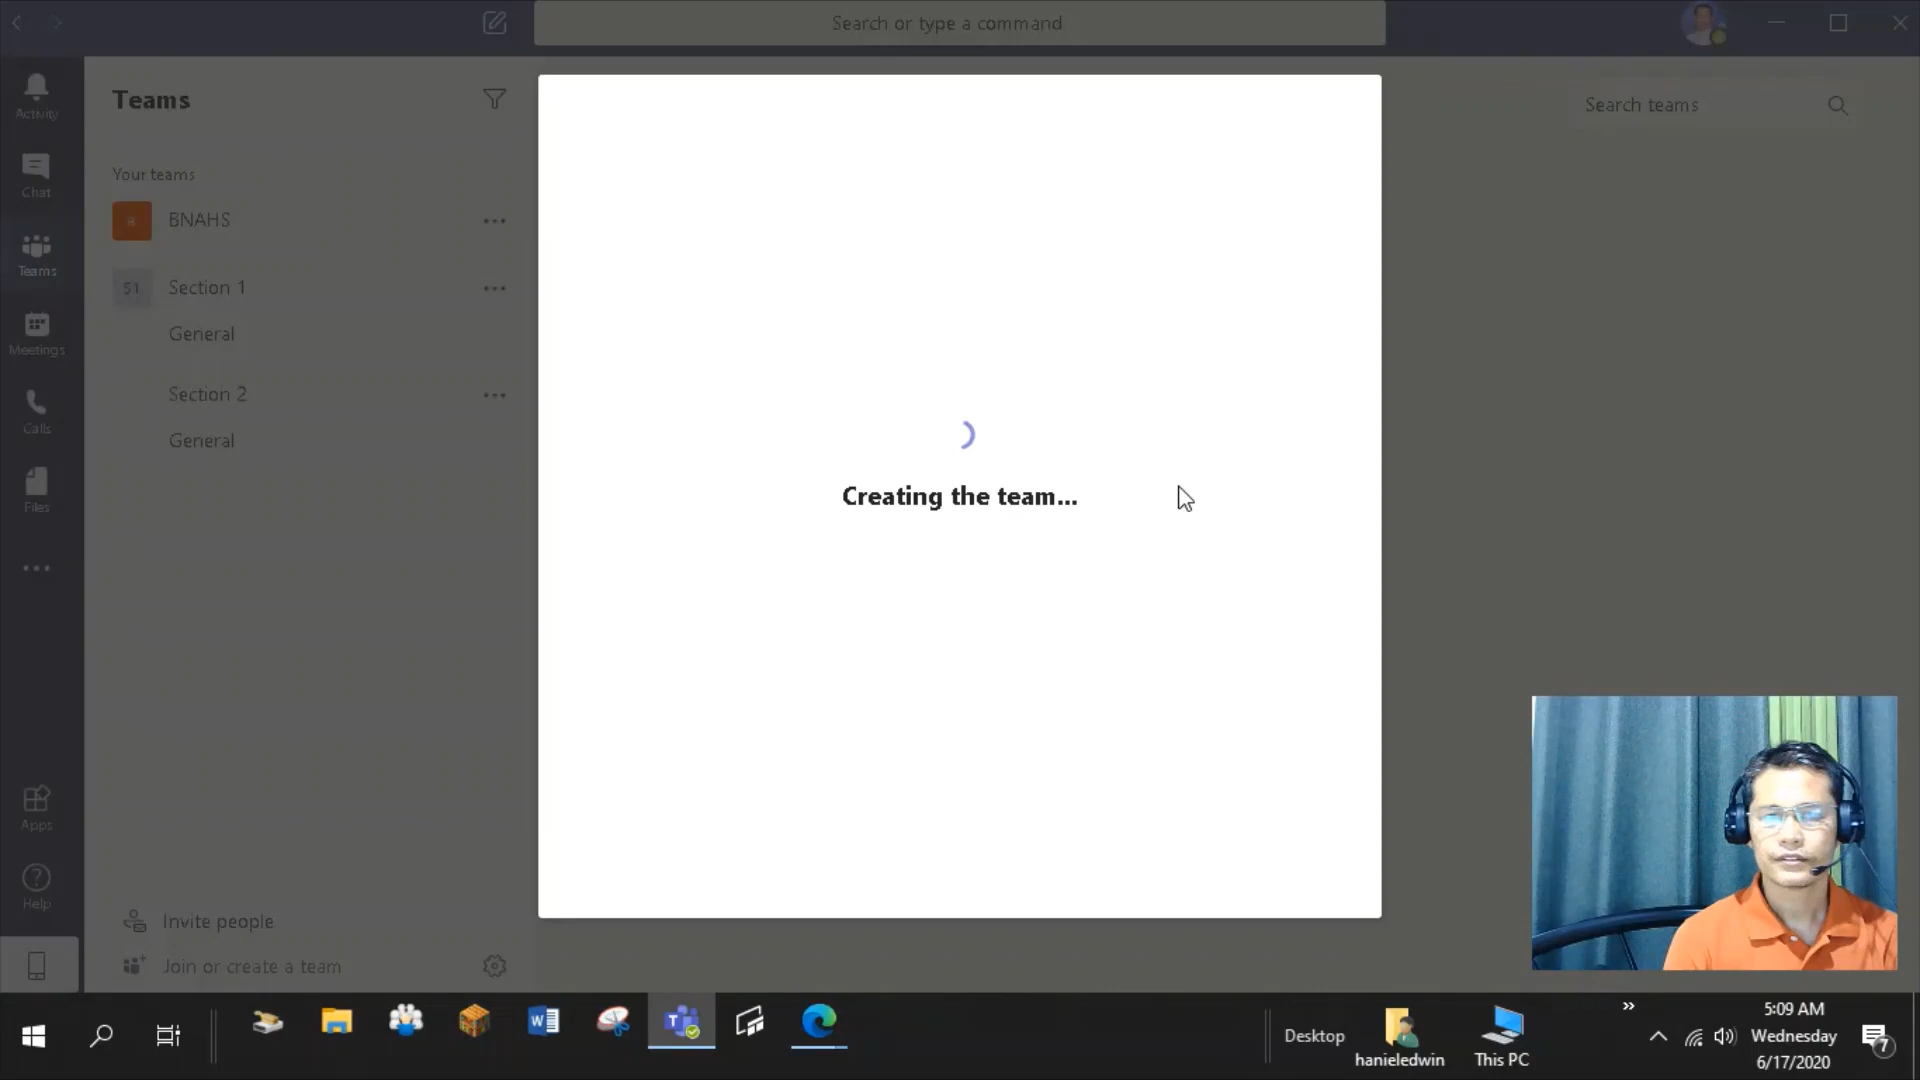 Search or type a command
Activity
Chat
Teams
Meetings
Calls
Files
Apps
Help
Teams
Your teams
B
BNAHS
S1
Section 1
General
Section 2
General
Invite people
Join or create a team
Creating the team...
Search teams
Desktop
hanieledwin
This PC
5:09 AM
Wednesday
6/17/2020
7